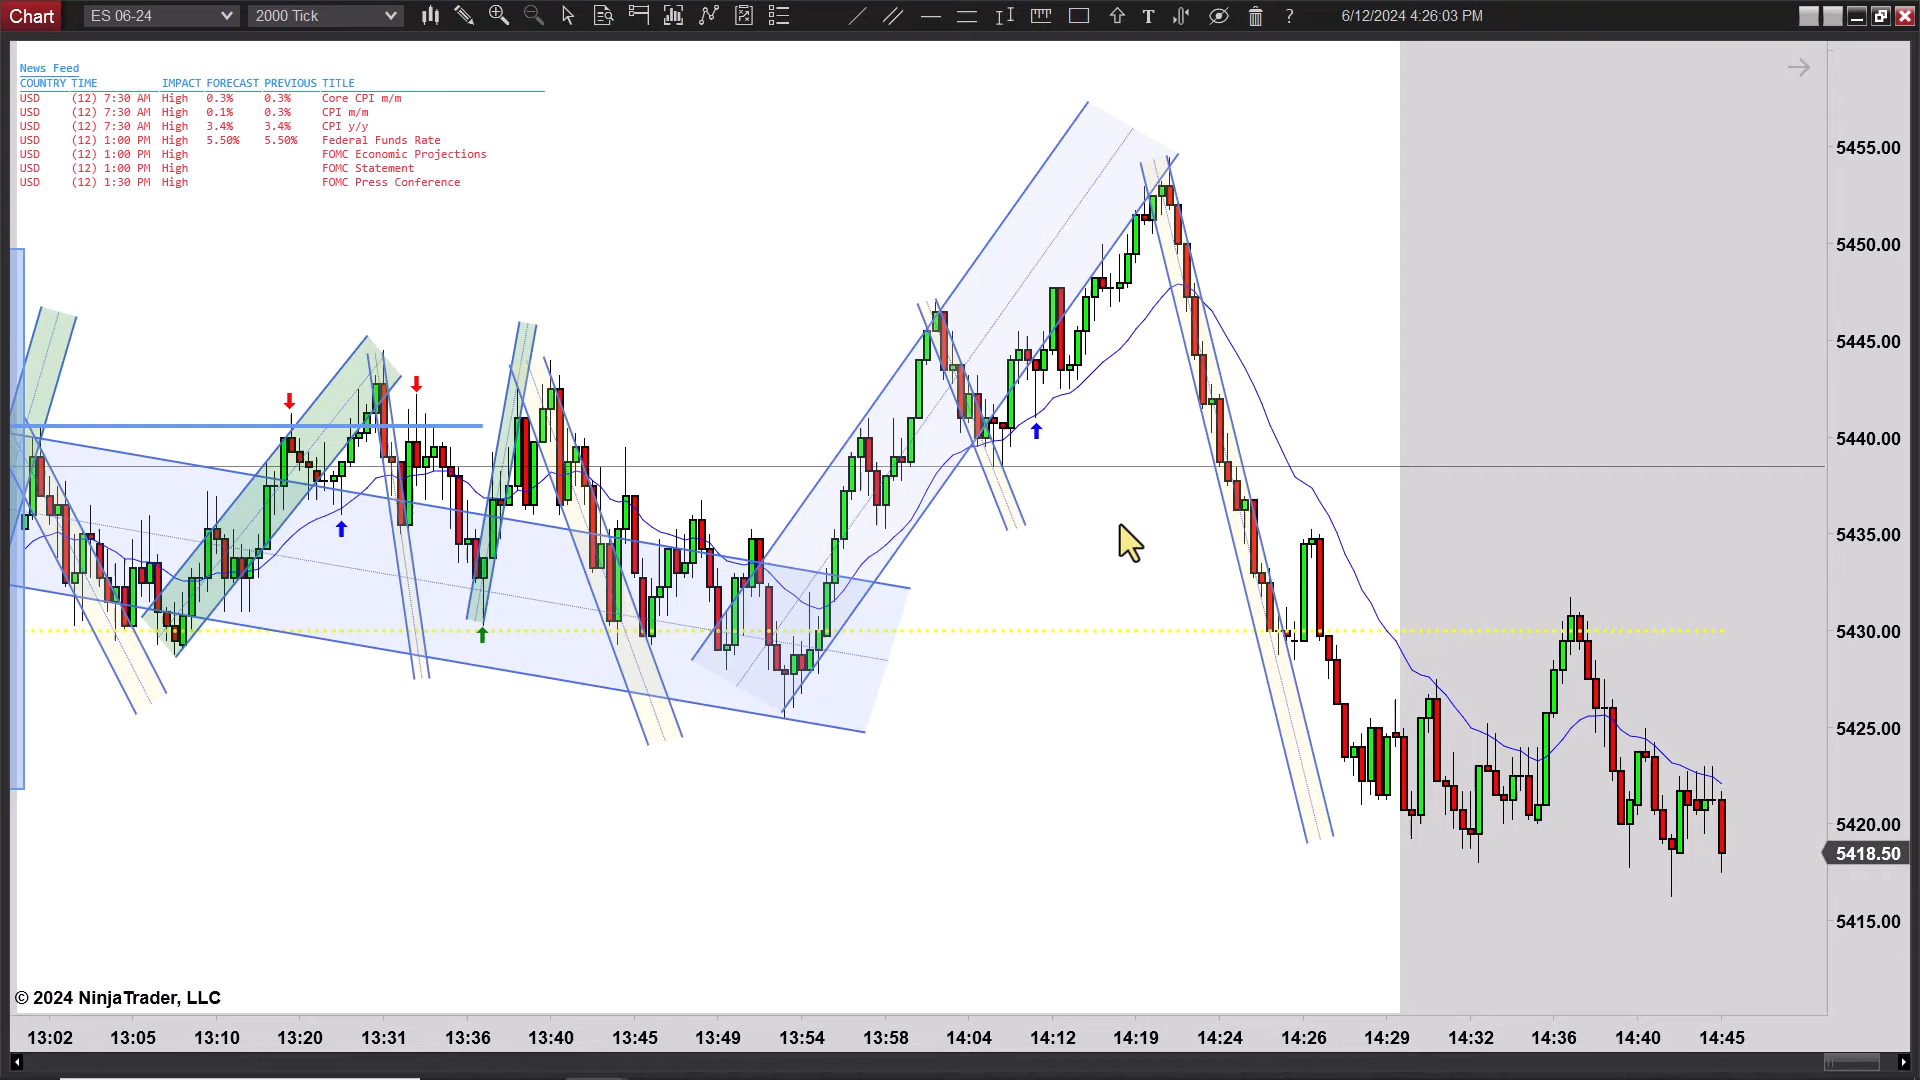 Chart ES 06-24 2000 Tick T ? 6/12/2024 4:26:03 PM
News Feed
COUNTRY TIME IMPACT FORECAST PREVIOUS TITLE
USD (12) 7:30 AM High 0.3% 0.3% Core CPI m/m
USD (12) 7:30 AM High 0.1% 0.3% CPI m/m
USD (12) 7:30 AM High 3.4% 3.4% CPI y/y
USD (12) 1:00 PM High 5.50% 5.50% Federal Funds Rate
USD (12) 1:00 PM High FOMC Economic Projections
USD (12) 1:00 PM High FOMC Statement
USD (12) 1:30 PM High FOMC Press Conference
5455.00
5450.00
5445.00
5440.00
5435.00
5430.00
5425.00
5420.00
5418.50
5415.00
© 2024 NinjaTrader, LLC
13:02 13:05 13:10 13:20 13:31 13:36 13:40 13:45 13:49 13:54 13:58 14:04 14:12 14:19 14:24 14:26 14:29 14:32 14:36 14:40 14:45